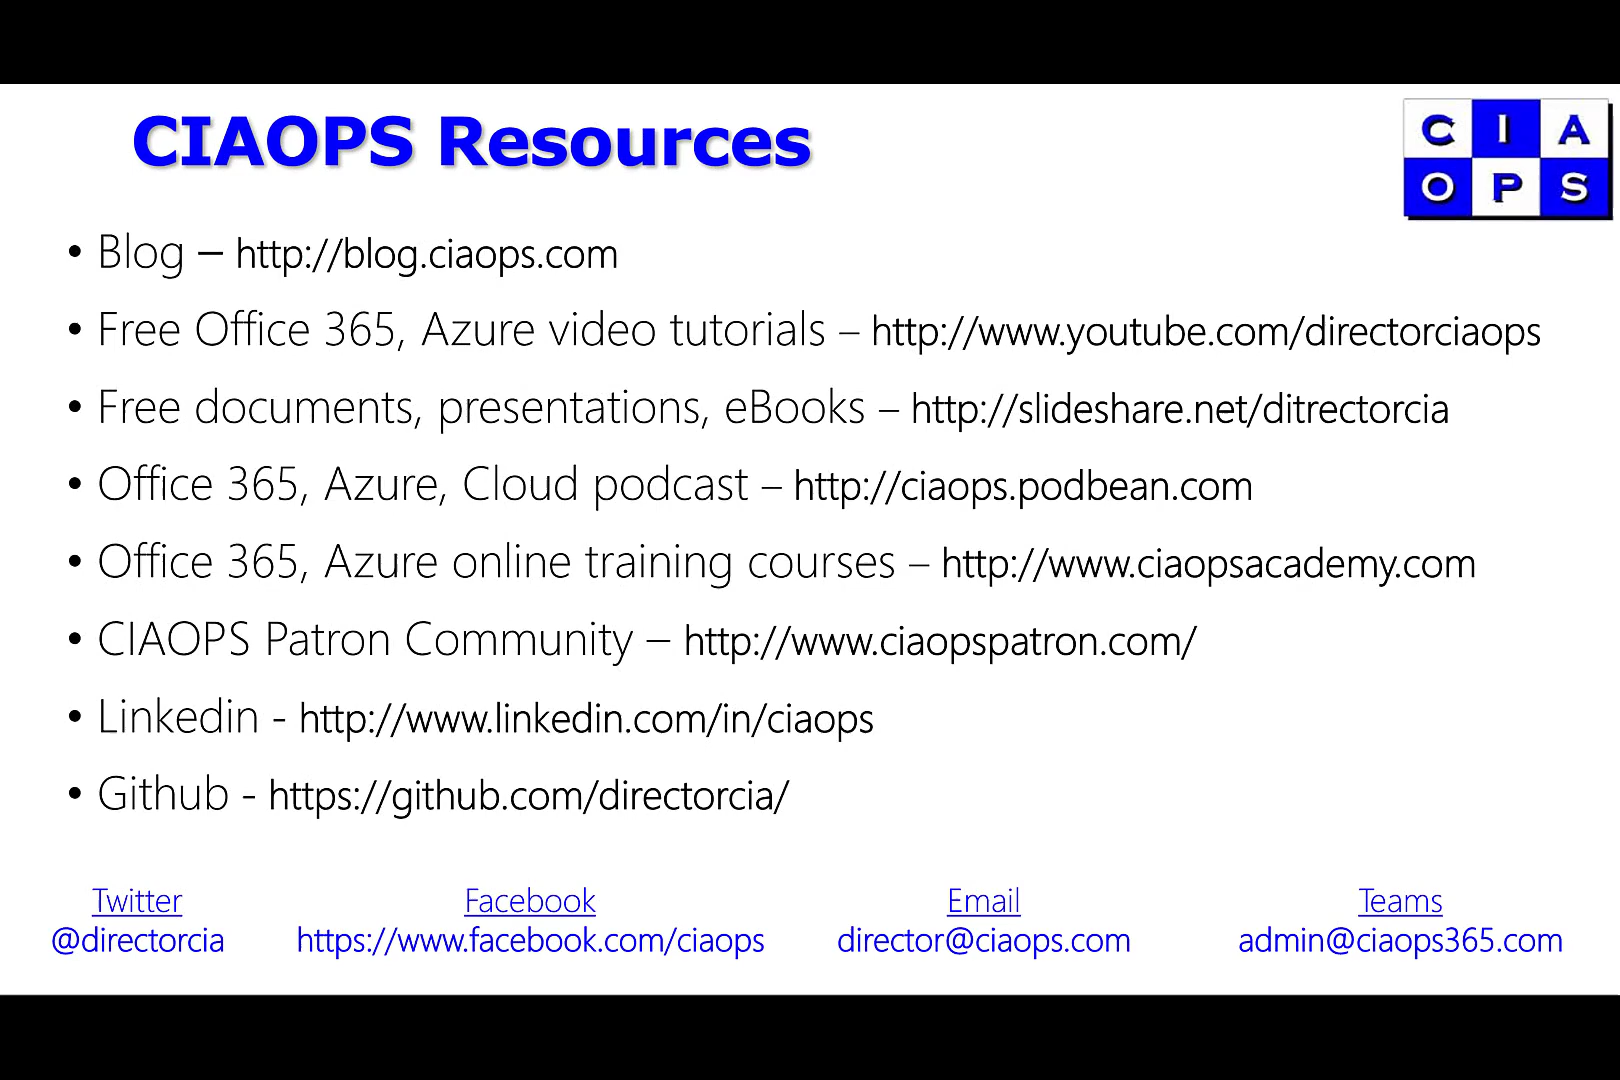 CIAOPS Resources
C I A
O P S
• Blog – http://blog.ciaops.com
• Free Office 365, Azure video tutorials – http://www.youtube.com/directorciaops
• Free documents, presentations, eBooks – http://slideshare.net/ditrectorcia
• Office 365, Azure, Cloud podcast – http://ciaops.podbean.com
• Office 365, Azure online training courses – http://www.ciaopsacademy.com
• CIAOPS Patron Community – http://www.ciaopspatron.com/
• Linkedin - http://www.linkedin.com/in/ciaops
• Github - https://github.com/directorcia/
Twitter Facebook Email Teams
@directorcia https://www.facebook.com/ciaops director@ciaops.com admin@ciaops365.com